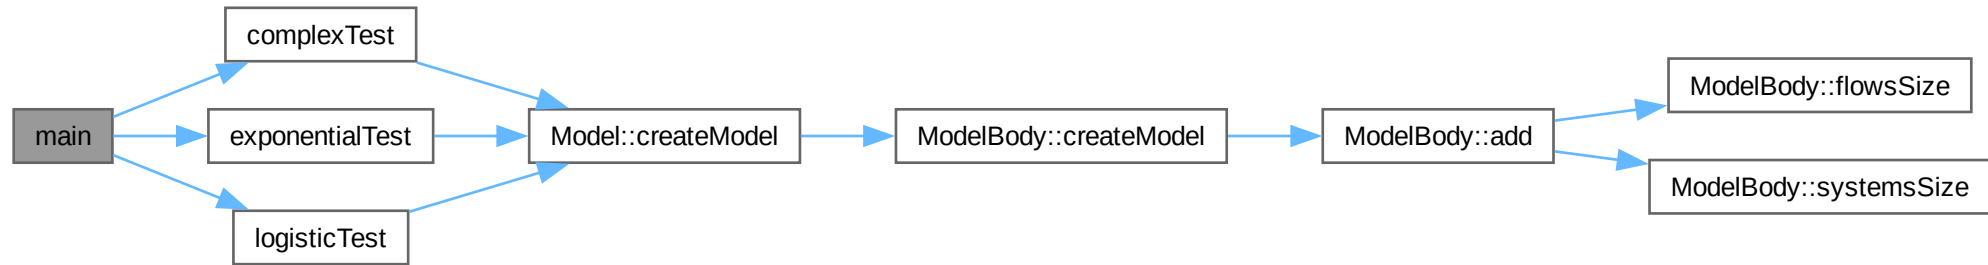 main
complexTest
exponentialTest
logisticTest
Model::createModel
ModelBody::createModel
ModelBody::add
ModelBody::flowsSize
ModelBody::systemsSize